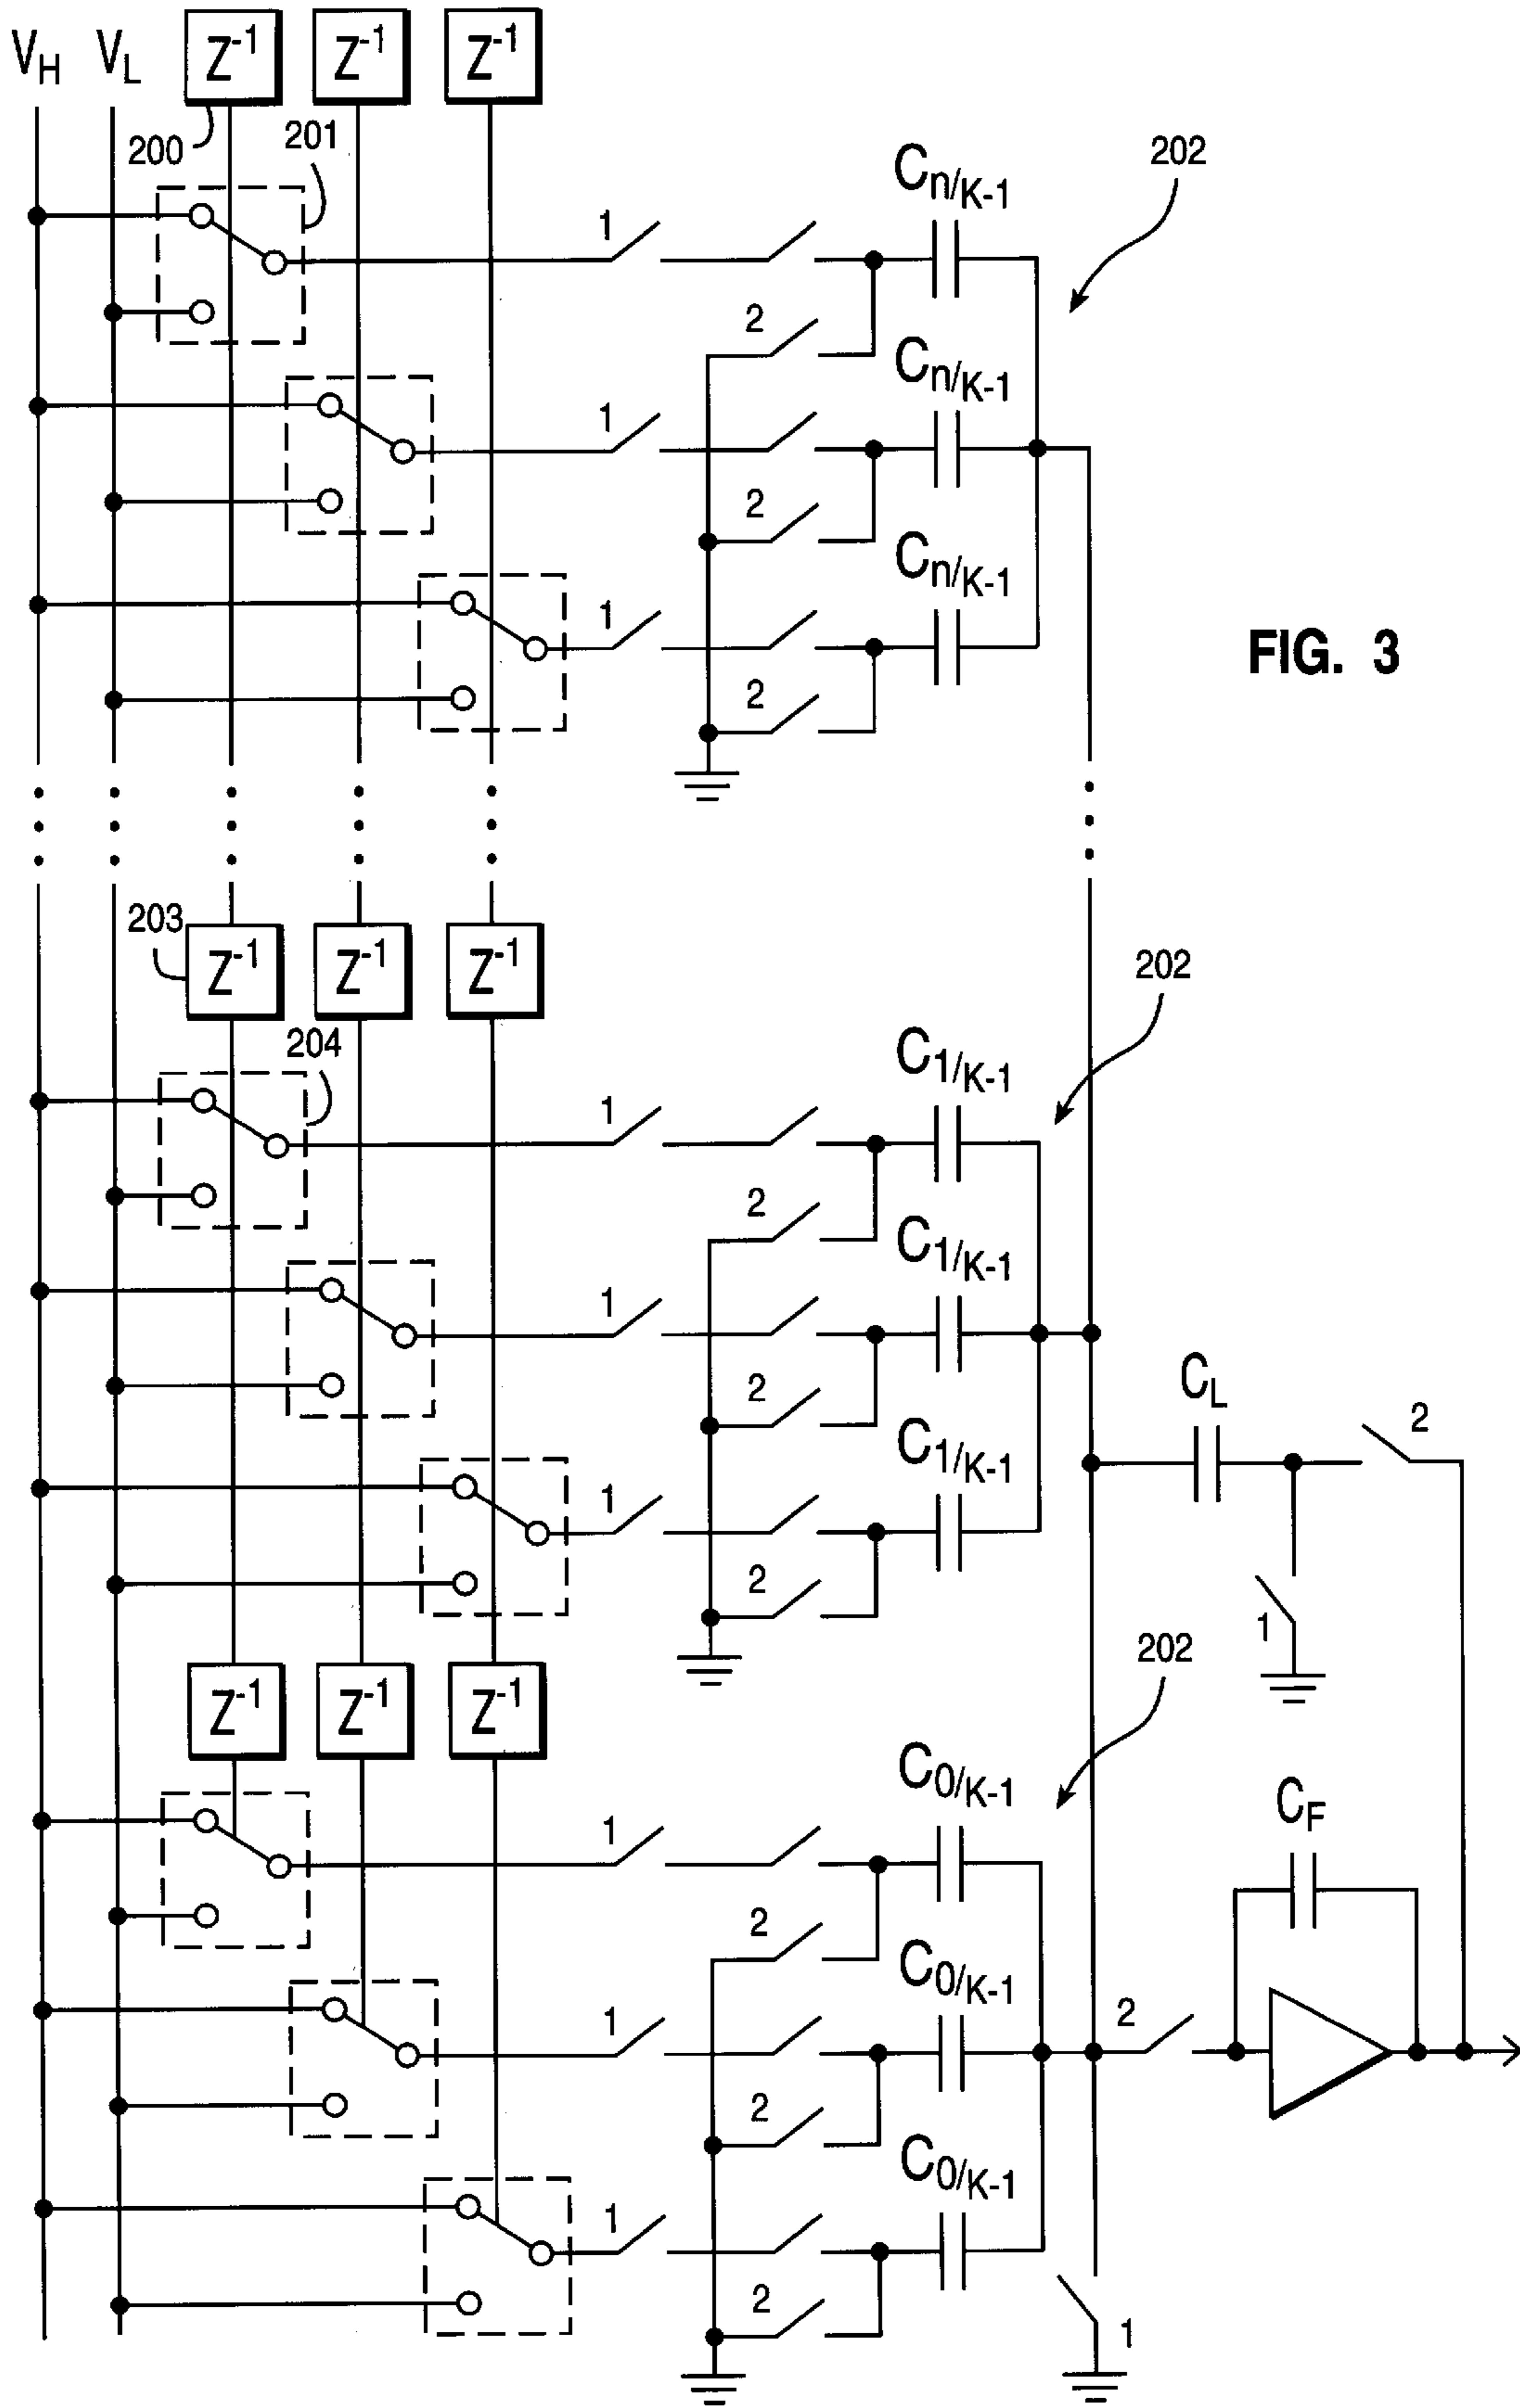 V_H V_L Z⁻¹ Z⁻¹ Z⁻¹
200 201
202
C_n/K-1
1
2
C_n/K-1
1
2
C_n/K-1
1
2
FIG. 3
203 Z⁻¹ Z⁻¹ Z⁻¹
202
204
C_1/K-1
1
2
C_1/K-1
1
2
C_1/K-1
1
2
C_L
2
1
Z⁻¹ Z⁻¹ Z⁻¹
202
C_0/K-1
1
2
C_F
C_0/K-1
1
2
2
C_0/K-1
1
2
1